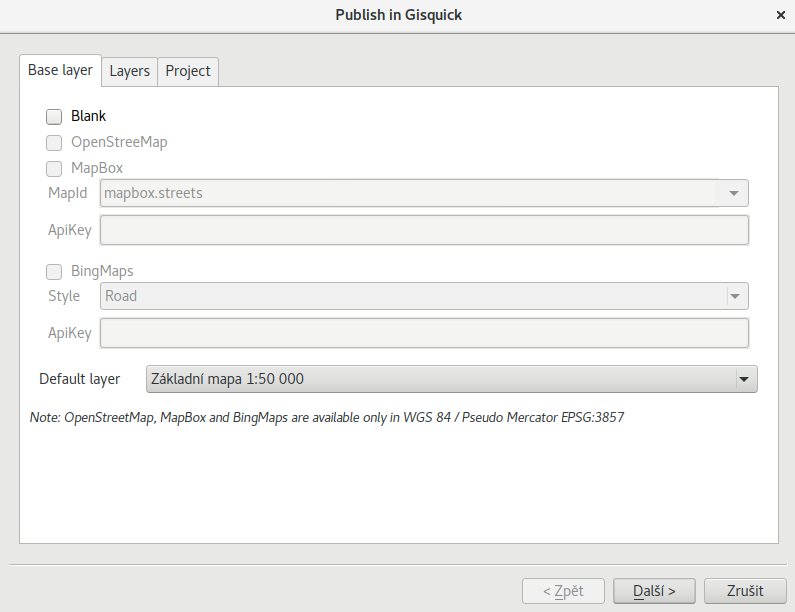 Publish in Gisquick
Base layer
Layers
Project
Blank
OpenStreeMap
MapBox
MapId mapbox.streets
ApiKey
BingMaps
Style Road
ApiKey
Default layer Základní mapa 1:50 000
Note: OpenStreetMap, MapBox and BingMaps are available only in WGS 84 / Pseudo Mercator EPSG:3857
< Zpět
Další >
Zrušit